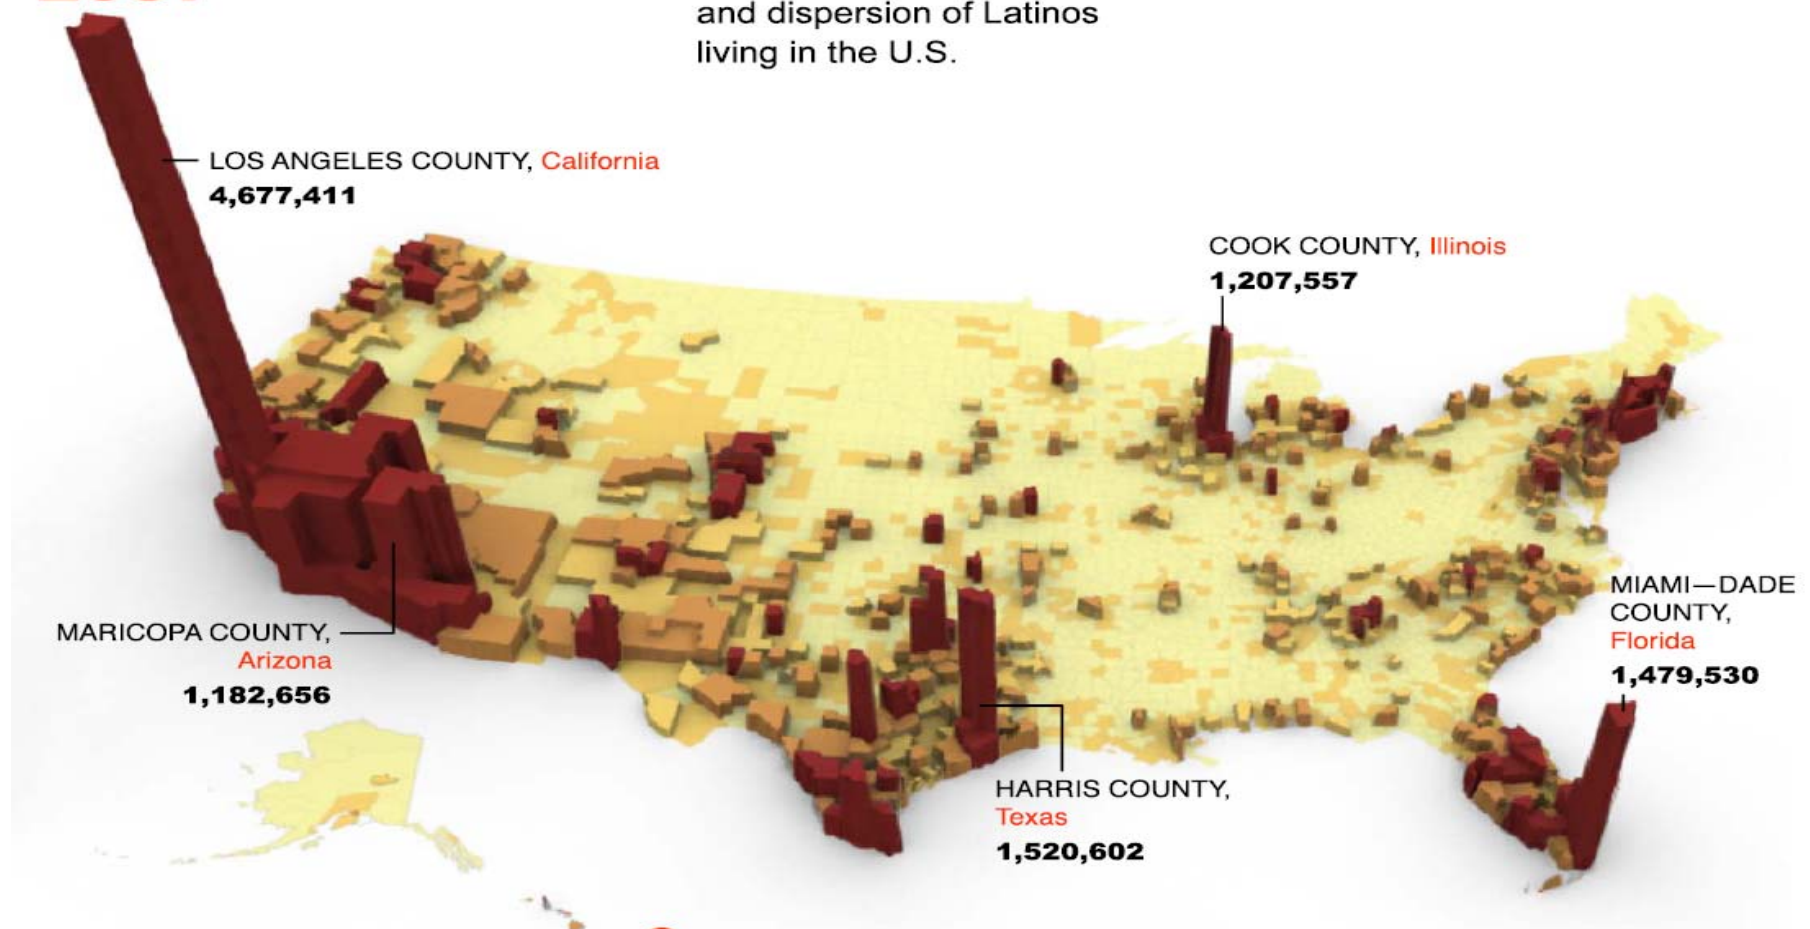 and dispersion of Latinos
living in the U.S.
LOS ANGELES COUNTY, California
4,677,411
COOK COUNTY, Illinois
1,207,557
MIAMI—DADE
COUNTY,
Florida
1,479,530
MARICOPA COUNTY,
Arizona
1,182,656
HARRIS COUNTY,
Texas
1,520,602